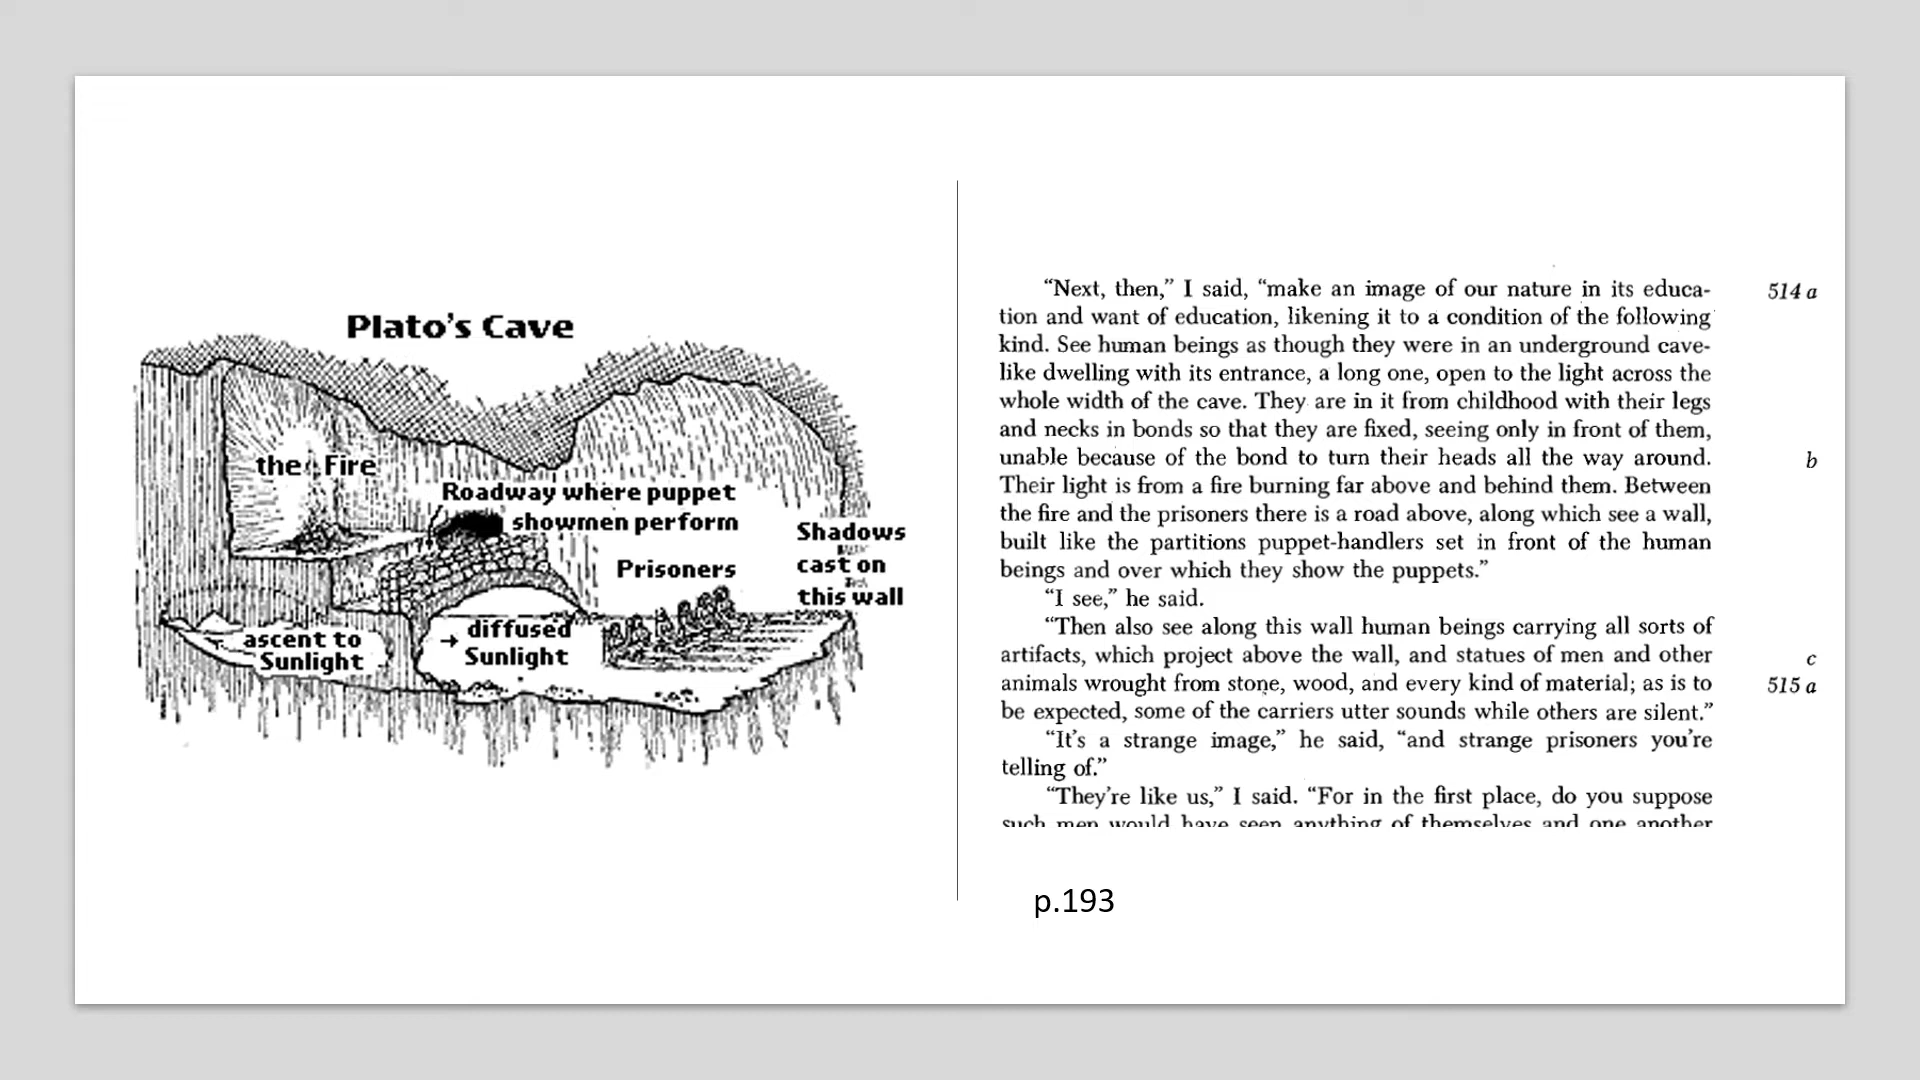 Plato's Cave
the Fire
Roadway where puppet
showmen perform
Shadows
cast on
this wall
Prisoners
ascent to
Sunlight
→ diffused
Sunlight
“Next, then,” I said, “make an image of our nature in its educa- 514 a
tion and want of education, likening it to a condition of the following
kind. See human beings as though they were in an underground cave-
like dwelling with its entrance, a long one, open to the light across the
whole width of the cave. They are in it from childhood with their legs
and necks in bonds so that they are fixed, seeing only in front of them,
unable because of the bond to turn their heads all the way around. b
Their light is from a fire burning far above and behind them. Between
the fire and the prisoners there is a road above, along which see a wall,
built like the partitions puppet-handlers set in front of the human
beings and over which they show the puppets.”
“I see,” he said.
“Then also see along this wall human beings carrying all sorts of
artifacts, which project above the wall, and statues of men and other c
animals wrought from stone, wood, and every kind of material; as is to 515 a
be expected, some of the carriers utter sounds while others are silent.”
“It's a strange image,” he said, “and strange prisoners you're
telling of.”
“They're like us,” I said. “For in the first place, do you suppose
such men would have seen anything of themselves and one another
p.193